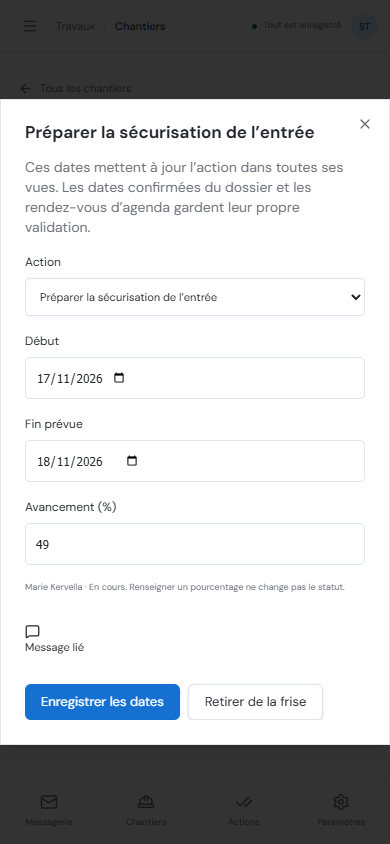 Travaux
Chantiers
Tout est enregistré
ST
Tous les chantiers
Préparer la sécurisation de l’entrée
Ces dates mettent à jour l’action dans toutes ses
vues. Les dates confirmées du dossier et les
rendez-vous d’agenda gardent leur propre
validation.
Action
Préparer la sécurisation de l’entrée
Début
17/11/2026
Fin prévue
18/11/2026
Avancement (%)
49
Marie Kervella · En cours. Renseigner un pourcentage ne change pas le statut.
Message lié
Enregistrer les dates
Retirer de la frise
Messagerie
Chantiers
Actions
Paramètres